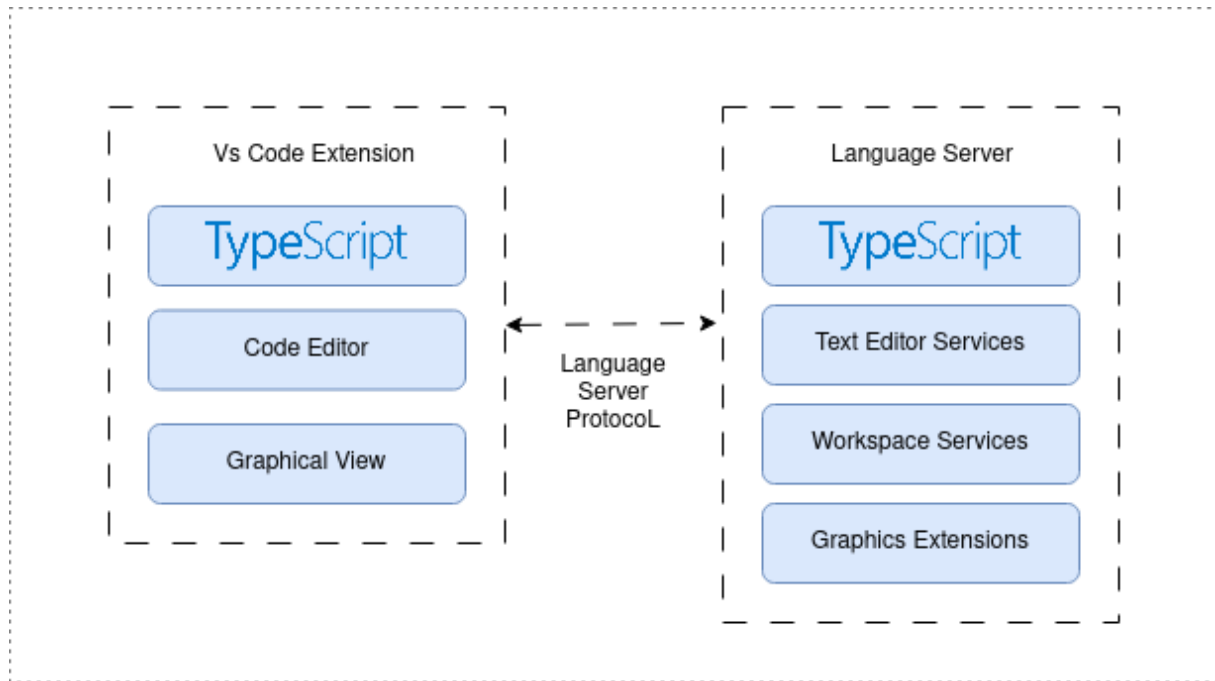 Vs Code Extension
TypeScript
Code Editor
Graphical View
Language
Server
ProtocoL
Language Server
TypeScript
Text Editor Services
Workspace Services
Graphics Extensions